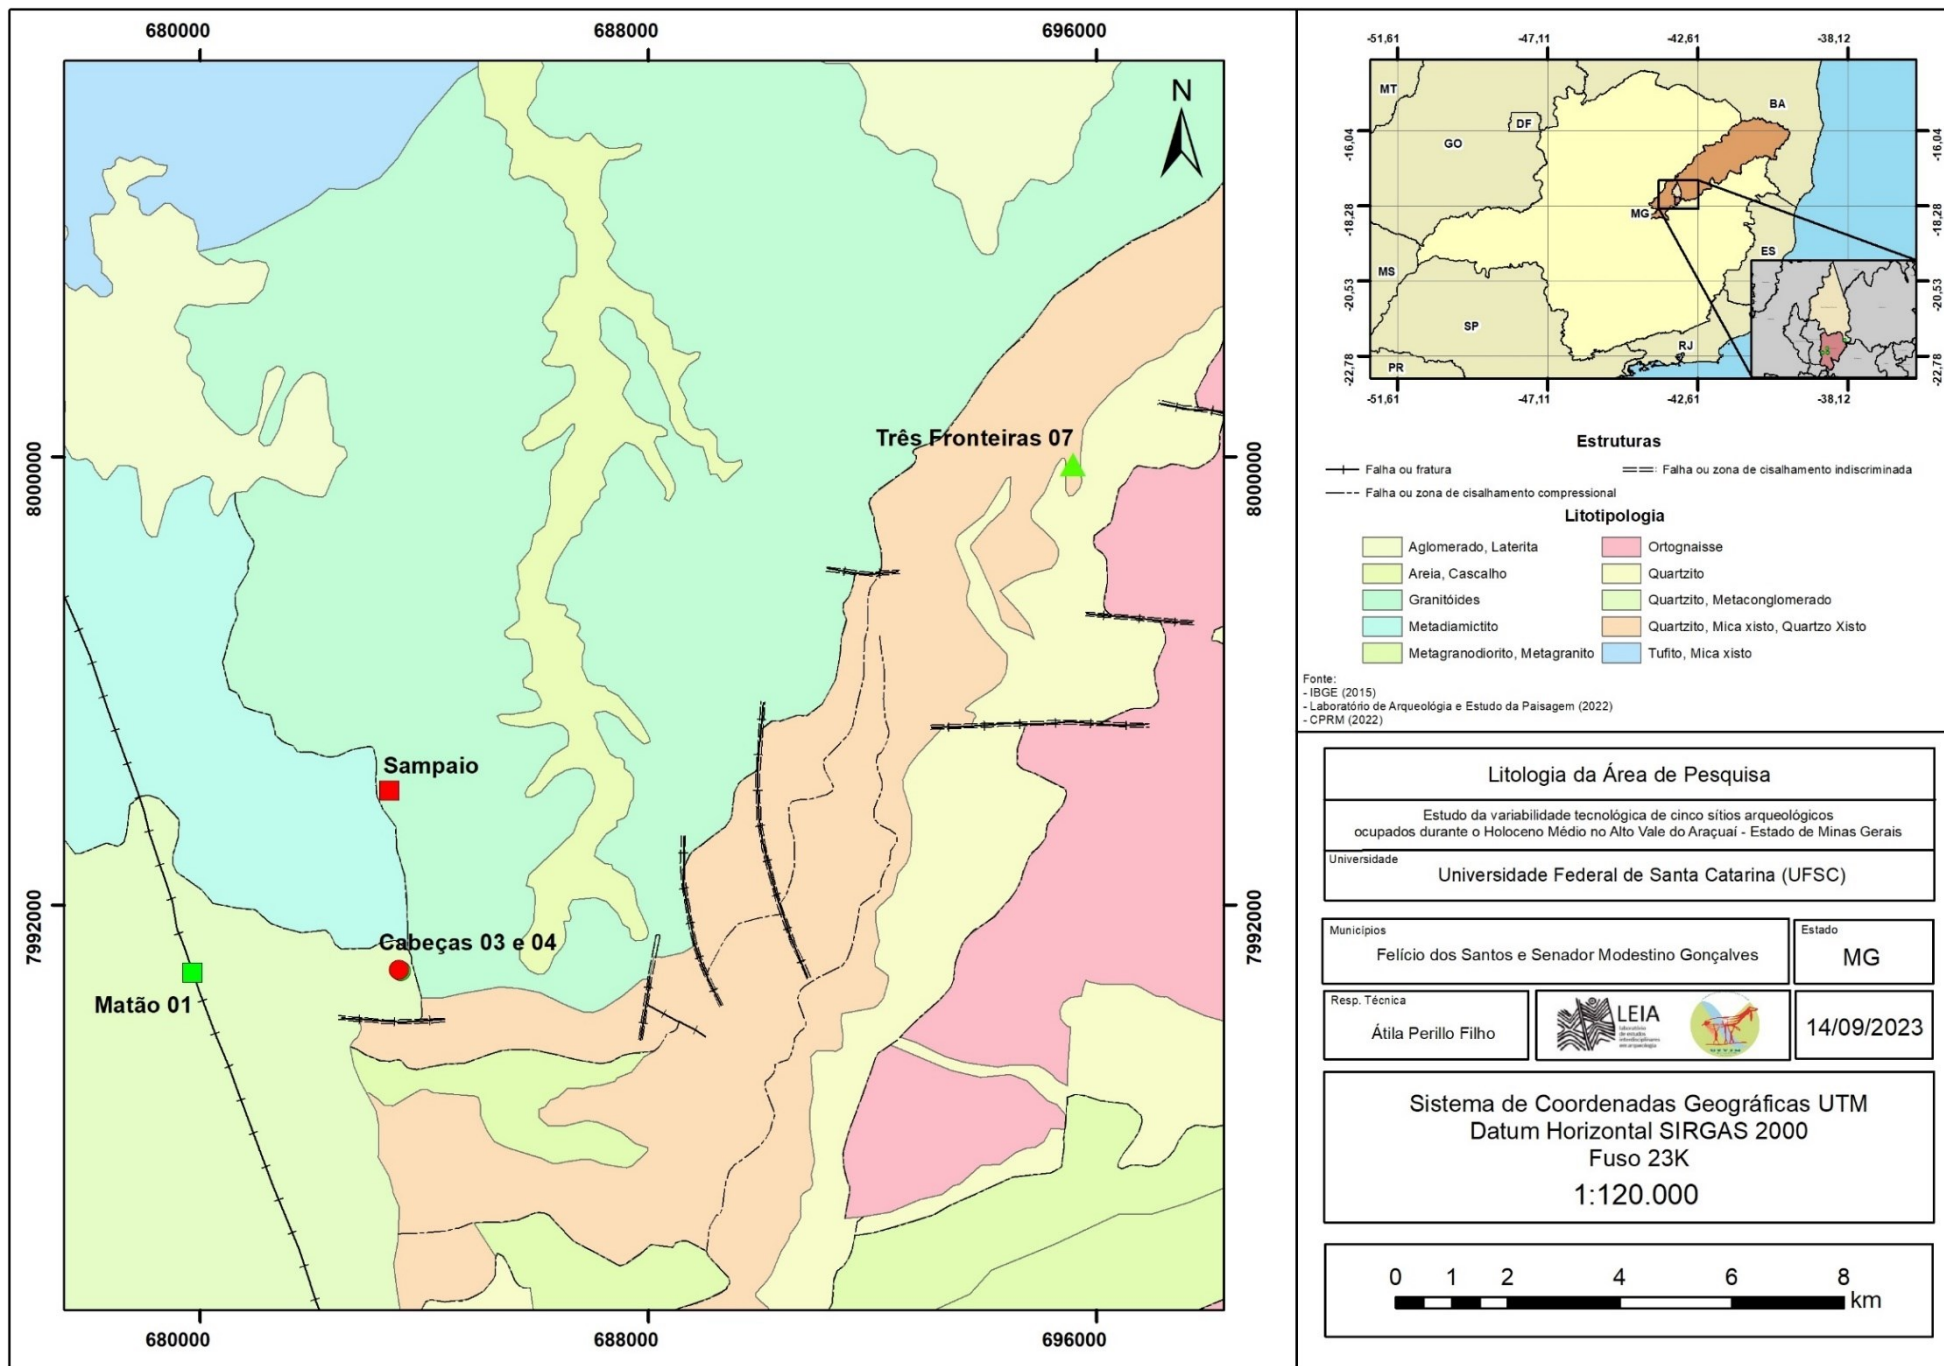 680000
688000
696000
8000000
7992000
N
Três Fronteiras 07
Sampaio
Cabeças 03 e 04
Matão 01
8000000
7992000
680000
688000
696000
-51,61
-47,11
-42,61
-38,12
-16,04
-18,28
-20,53
-22,78
MT
BA
DF
GO
MG
ES
MS
SP
RJ
PR
-16,04
-18,28
-20,53
-22,78
-51,61
-47,11
-42,61
-38,12
Estruturas
Falha ou fratura
Falha ou zona de cisalhamento indiscriminada
Falha ou zona de cisalhamento compressional
Litotipologia
Aglomerado, Laterita
Areia, Cascalho
Granitóides
Metadiamictito
Metagranodiorito, Metagranito
Ortognaisse
Quartzito
Quartzito, Metaconglomerado
Quartzito, Mica xisto, Quartzo Xisto
Tufito, Mica xisto
Fonte:
- IBGE (2015)
- Laboratório de Arqueológia e Estudo da Paisagem (2022)
- CPRM (2022)
Litologia da Área de Pesquisa
Estudo da variabilidade tecnológica de cinco sítios arqueológicos
ocupados durante o Holoceno Médio no Alto Vale do Araçuaí - Estado de Minas Gerais
Universidade
Universidade Federal de Santa Catarina (UFSC)
Municípios
Felício dos Santos e Senador Modestino Gonçalves
Estado
MG
Resp. Técnica
Átila Perillo Filho
LEIA
laboratório
de estudos
interdisciplinares
em arqueologia
14/09/2023
Sistema de Coordenadas Geográficas UTM
Datum Horizontal SIRGAS 2000
Fuso 23K
1:120.000
0 1 2 4 6 8
km